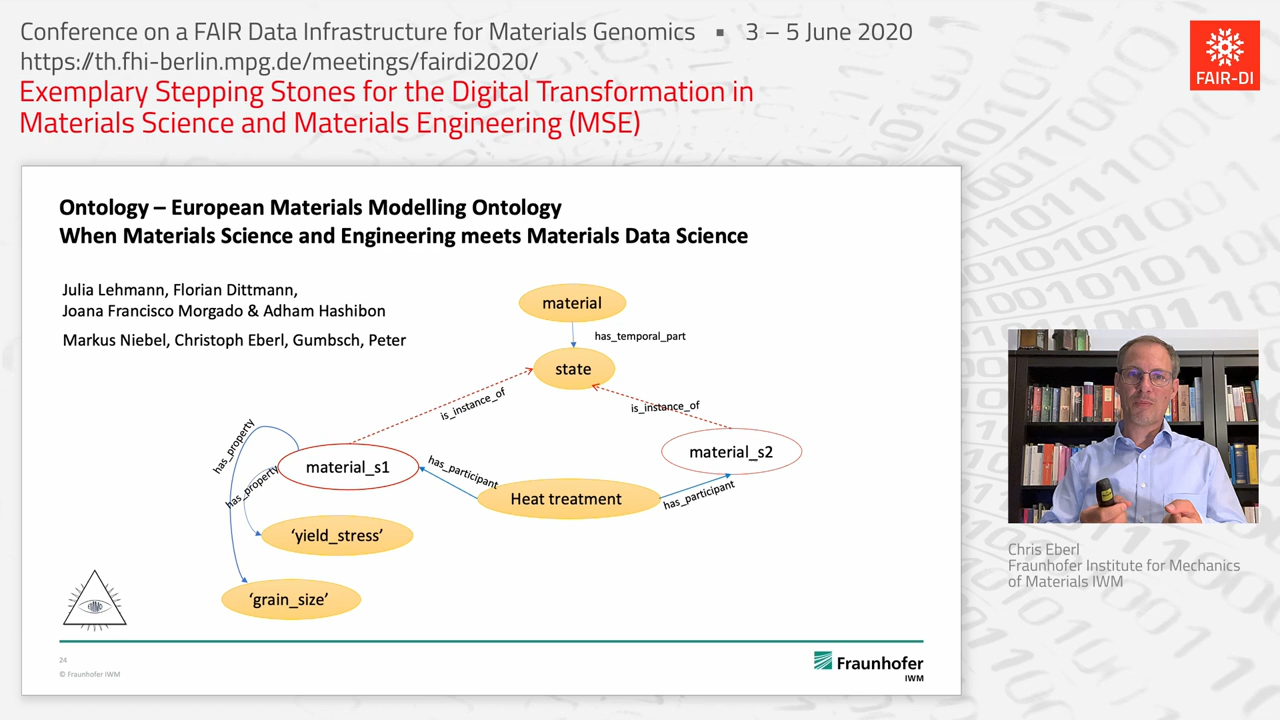 Conference on a FAIR Data Infrastructure for Materials Genomics ▪ 3 – 5 June 2020
https://th.fhi-berlin.mpg.de/meetings/fairdi2020/
Exemplary Stepping Stones for the Digital Transformation in
Materials Science and Materials Engineering (MSE)
FAIR-DI
Ontology – European Materials Modelling Ontology
When Materials Science and Engineering meets Materials Data Science
Julia Lehmann, Florian Dittmann,
Joana Francisco Morgado & Adham Hashibon
Markus Niebel, Christoph Eberl, Gumbsch, Peter
material
has_temporal_part
state
is_instance_of
is_instance_of
has_property
has_property
material_s1
has_participant
material_s2
Heat treatment
has_participant
‘yield_stress’
‘grain_size’
24
© Fraunhofer IWM
Fraunhofer
IWM
Chris Eberl
Fraunhofer Institute for Mechanics
of Materials IWM